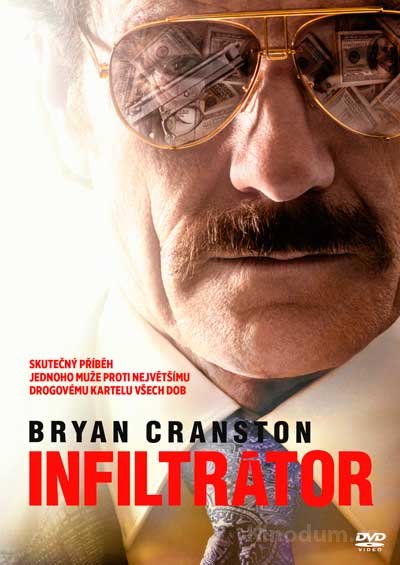 SKUTEČNÝ PŘÍBĚH
JEDNOHO MUŽE PROTI NEJVĚTŠÍMU
DROGOVÉMU KARTELU VŠECH DOB
BRYAN CRANSTON
INFILTRÁTOR
DVD
VIDEO